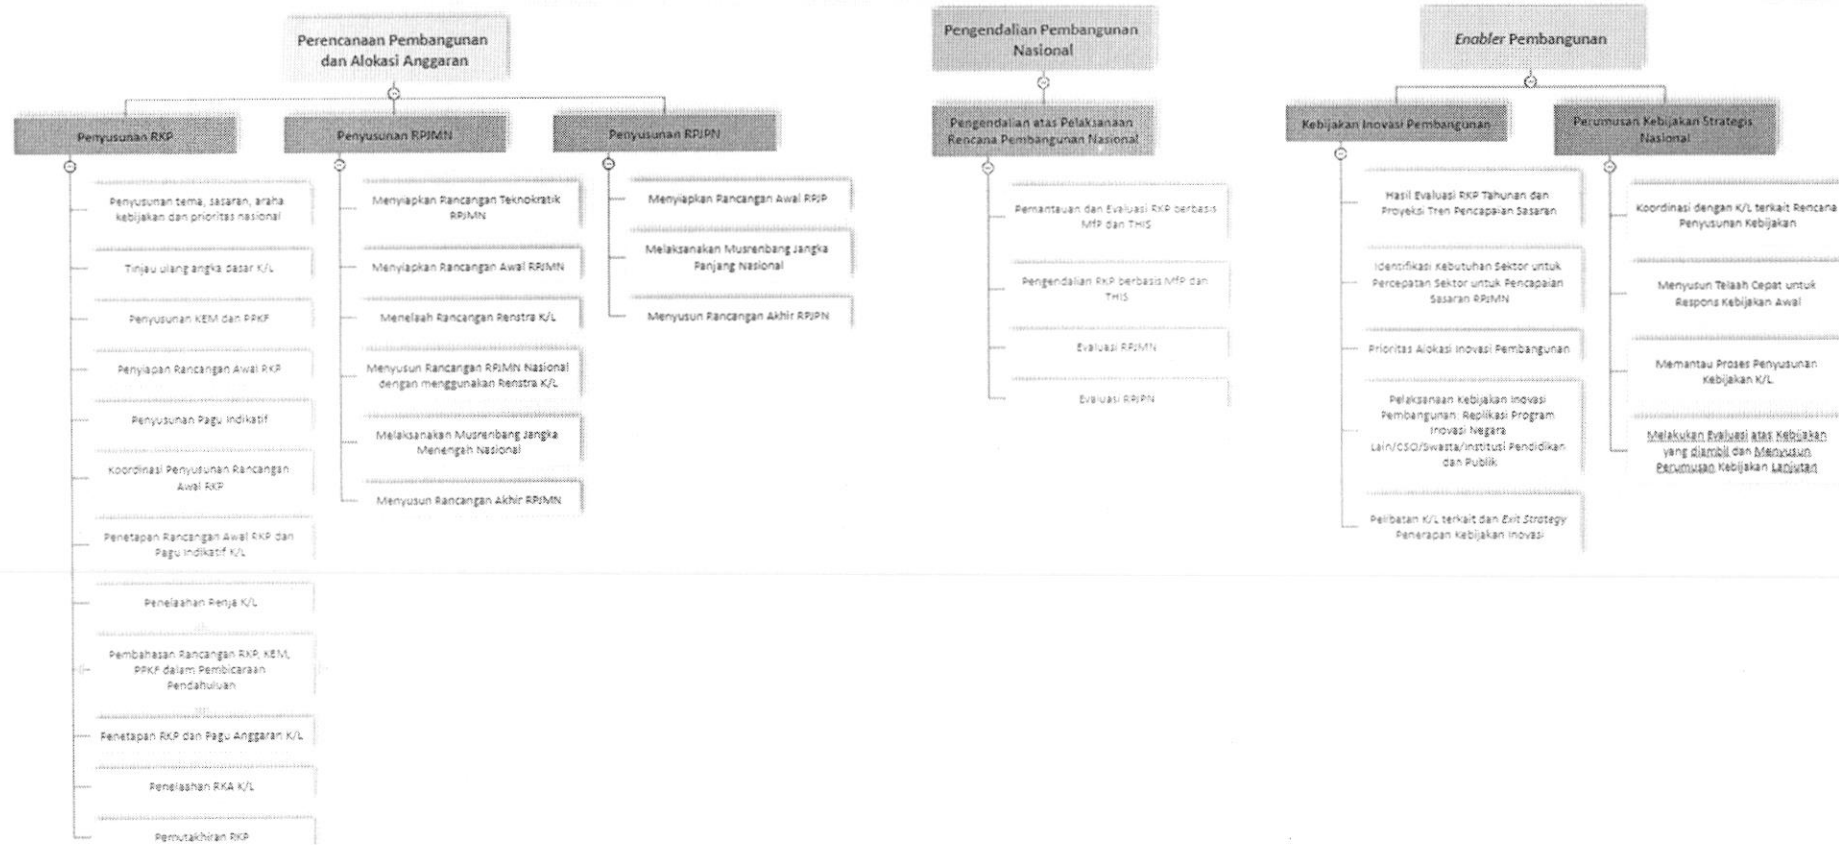 Perencanaan Pembangunan
dan Alokasi Anggaran
Penyusunan RKP
Penyusunan tema, sasaran, araha
kebijakan dan prioritas nasional
Tinjau ulang angka dasar K/L
Penyusunan KEM dan PPKF
Penyiapan Rancangan Awal RKP
Penyusunan Pagu Indikatif
Koordinasi Penyusunan Rancangan
Awal RKP
Penetapan Rancangan Awal RKP dan
Pagu Indikatif K/L
Penelaahan Renja K/L
Pembahasan Rancangan RKP, KEM,
PPKF dalam Pembicaraan
Pendahuluan
Penetapan RKP dan Pagu Anggaran K/L
Penelaahan RKA K/L
Pemutakhiran RKP
Penyusunan RPJMN
Menyiapkan Rancangan Teknokratik
RPJMN
Menyiapkan Rancangan Awal RPJMN
Menelaah Rancangan Renstra K/L
Menyusun Rancangan RPJMN Nasional
dengan menggunakan Renstra K/L
Melaksanakan Musrenbang Jangka
Menengah Nasional
Menyusun Rancangan Akhir RPJMN
Penyusunan RPJPN
Menyiapkan Rancangan Awal RPJP
Melaksanakan Musrenbang Jangka
Panjang Nasional
Menyusun Rancangan Akhir RPJPN
Pengendalian Pembangunan
Nasional
Pengendalian atas Pelaksanaan
Rencana Pembangunan Nasional
Pemantauan dan Evaluasi RKP berbasis
MfP dan THIS
Pengendalian RKP berbasis MfP dan
THIS
Evaluasi RPJMN
Evaluasi RPJPN
Enabler Pembangunan
Kebijakan Inovasi Pembangunan
Hasil Evaluasi RKP Tahunan dan
Proyeksi Tren Pencapaian Sasaran
Identifikasi Kebutuhan Sektor untuk
Percepatan Sektor untuk Pencapaian
Sasaran RPJMN
Prioritas Alokasi Inovasi Pembangunan
Pelaksanaan Kebijakan Inovasi
Pembangunan: Replikasi Program
Inovasi Negara
Lain/CSO/Swasta/Institusi Pendidikan
dan Publik
Pelibatan K/L terkait dan Exit Strategy
Penerapan Kebijakan Inovasi
Perumusan Kebijakan Strategis
Nasional
Koordinasi dengan K/L terkait Rencana
Penyusunan Kebijakan
Menyusun Telaah Cepat untuk
Respons Kebijakan Awal
Memantau Proses Penyusunan
Kebijakan K/L
Melakukan Evaluasi atas Kebijakan
yang diambil dan Menyusun
Perumusan Kebijakan Lanjutan